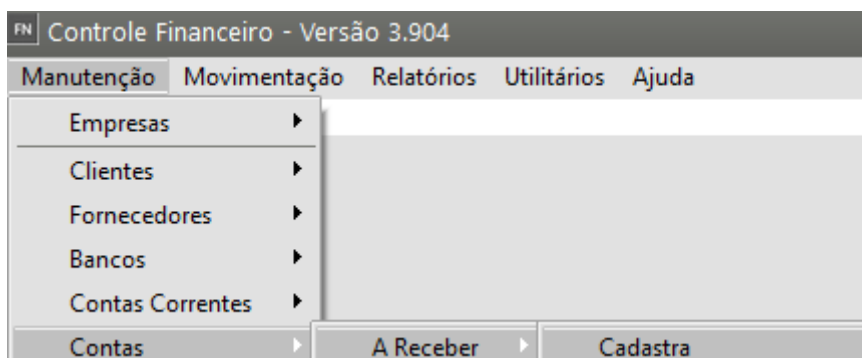 FN Controle Financeiro - Versão 3.904
Manutenção Movimentação Relatórios Utilitários Ajuda
Empresas
Clientes
Fornecedores
Bancos
Contas Correntes
Contas A Receber Cadastra